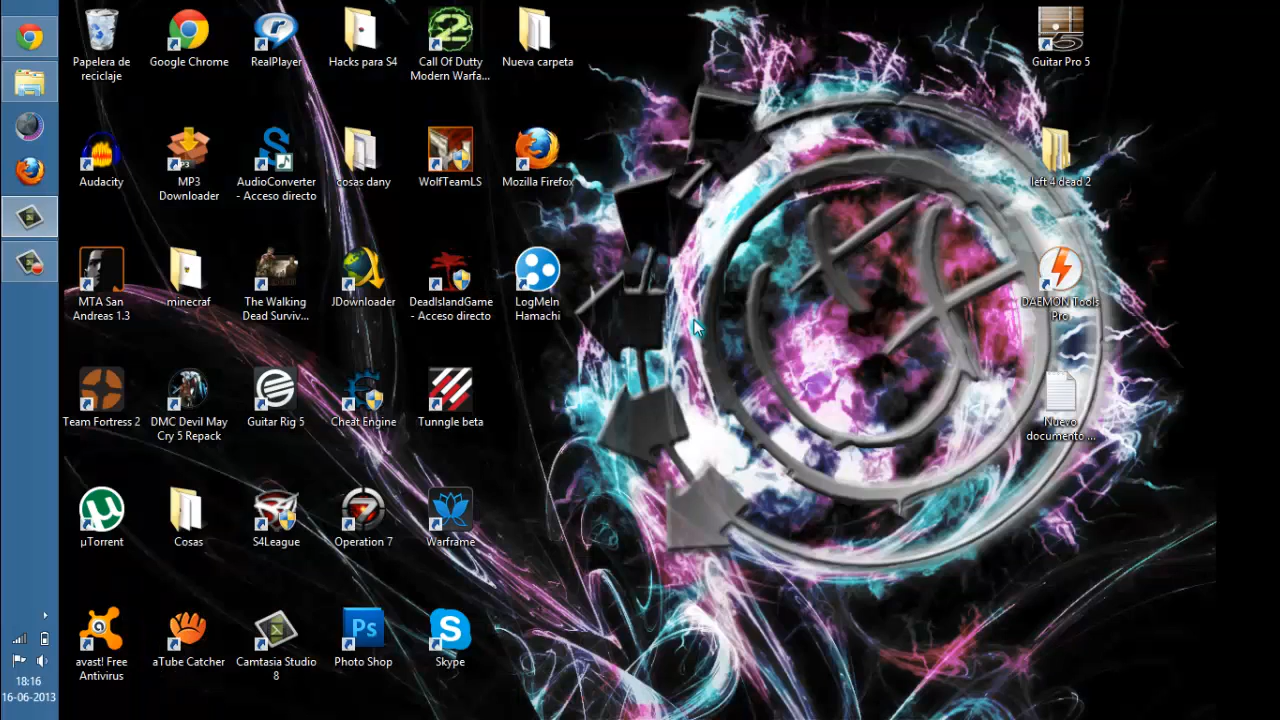 Papelera de
reciclaje
Google Chrome
RealPlayer
Hacks para S4
Call Of Dutty
Modern Warfa...
Nueva carpeta
Guitar Pro 5
Audacity
MP3
Downloader
AudioConverter
- Acceso directo
cosas dany
WolfTeamLS
Mozilla Firefox
left 4 dead 2
MTA San
Andreas 1.3
minecraf
The Walking
Dead Surviv...
JDownloader
DeadIslandGame
- Acceso directo
LogMeIn
Hamachi
DAEMON Tools
Pro
Team Fortress 2
DMC Devil May
Cry 5 Repack
Guitar Rig 5
Cheat Engine
Tunngle beta
Nuevo
documento ...
µTorrent
Cosas
S4League
Operation 7
Warframe
avast! Free
Antivirus
aTube Catcher
Camtasia Studio
8
Ps
Photo Shop
Skype
18:16
16-06-2013